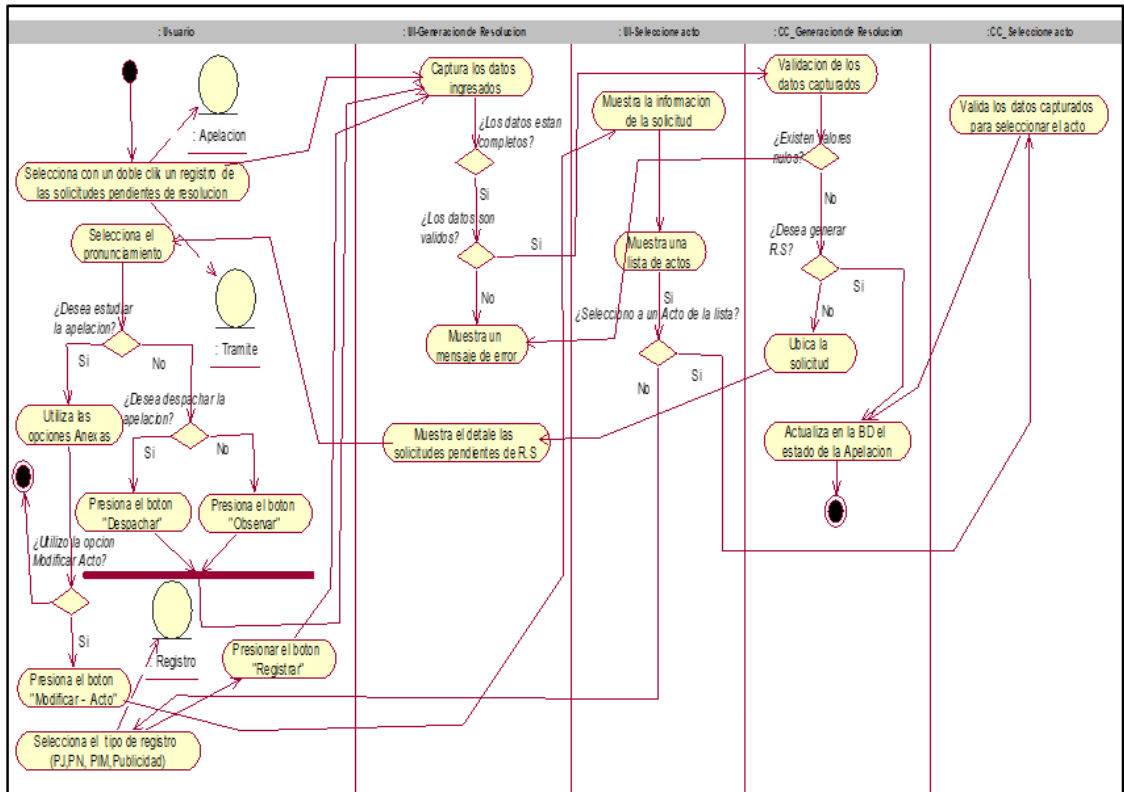 : Usuario
: UI-Generacion de Resolucion
: UI-Seleccione acto
: CC_Generacion de Resolucion
:CC_Seleccione acto
: Apelacion
Selecciona con un doble clik un registro de
las solicitudes pendientes de resolucion
Selecciona el
pronunciamiento
: Tramite
¿Desea estudiar
la apelacion?
Si
No
Utiliza las
opciones Anexas
¿Desea despachar la
apelacion?
Si
No
Presiona el boton
"Despachar"
Presiona el boton
"Observar"
¿Utilizo la opcion
Modificar Acto?
Si
: Registro
Presionar el boton
"Registrar"
Presiona el boton
"Modificar - Acto"
Selecciona el tipo de registro
(PJ,PN, PIM,Publicidad)
Captura los datos
ingresados
¿Los datos estan
completos?
Si
¿Los datos son
validos?
Si
No
Muestra un
mensaje de error
Muestra el detale las
solicitudes pendientes de R.S
Muestra la informacion
de la solicitud
Muestra una
lista de actos
Si
¿Selecciono a un Acto de la lista?
No
Si
Validacion de los
datos capturados
¿Existen valores
nulos?
No
¿Desea generar
R.S?
Si
No
Ubica la
solicitud
Actualiza en la BD el
estado de la Apelacion
Valida los datos capturados
para seleccionar el acto